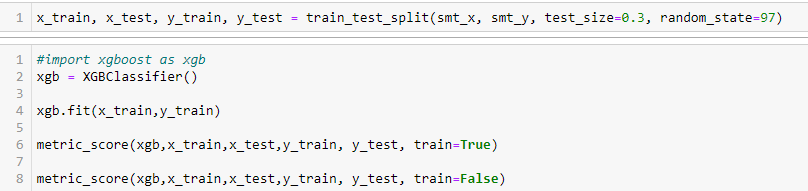 1 x_train, x_test, y_train, y_test = train_test_split(smt_x, smt_y, test_size=0.3, random_state=97)
1 #import xgboost as xgb
2 xgb = XGBClassifier()
3
4 xgb.fit(x_train,y_train)
5
6 metric_score(xgb,x_train,x_test,y_train, y_test, train=True)
7
8 metric_score(xgb,x_train,x_test,y_train, y_test, train=False)